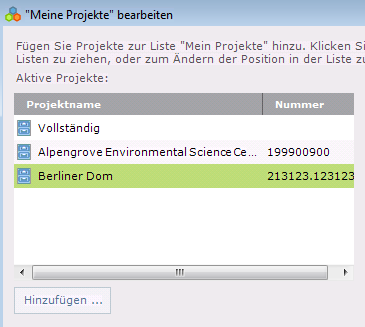 "Meine Projekte" bearbeiten
Fügen Sie Projekte zur Liste "Mein Projekte" hinzu. Klicken Si
Listen zu ziehen, oder zum Ändern der Position in der Liste zu
Aktive Projekte:
Projektname Nummer
Vollständig
Alpengrove Environmental Science Ce... 199900900
Berliner Dom 213123.123123
Hinzufügen ...